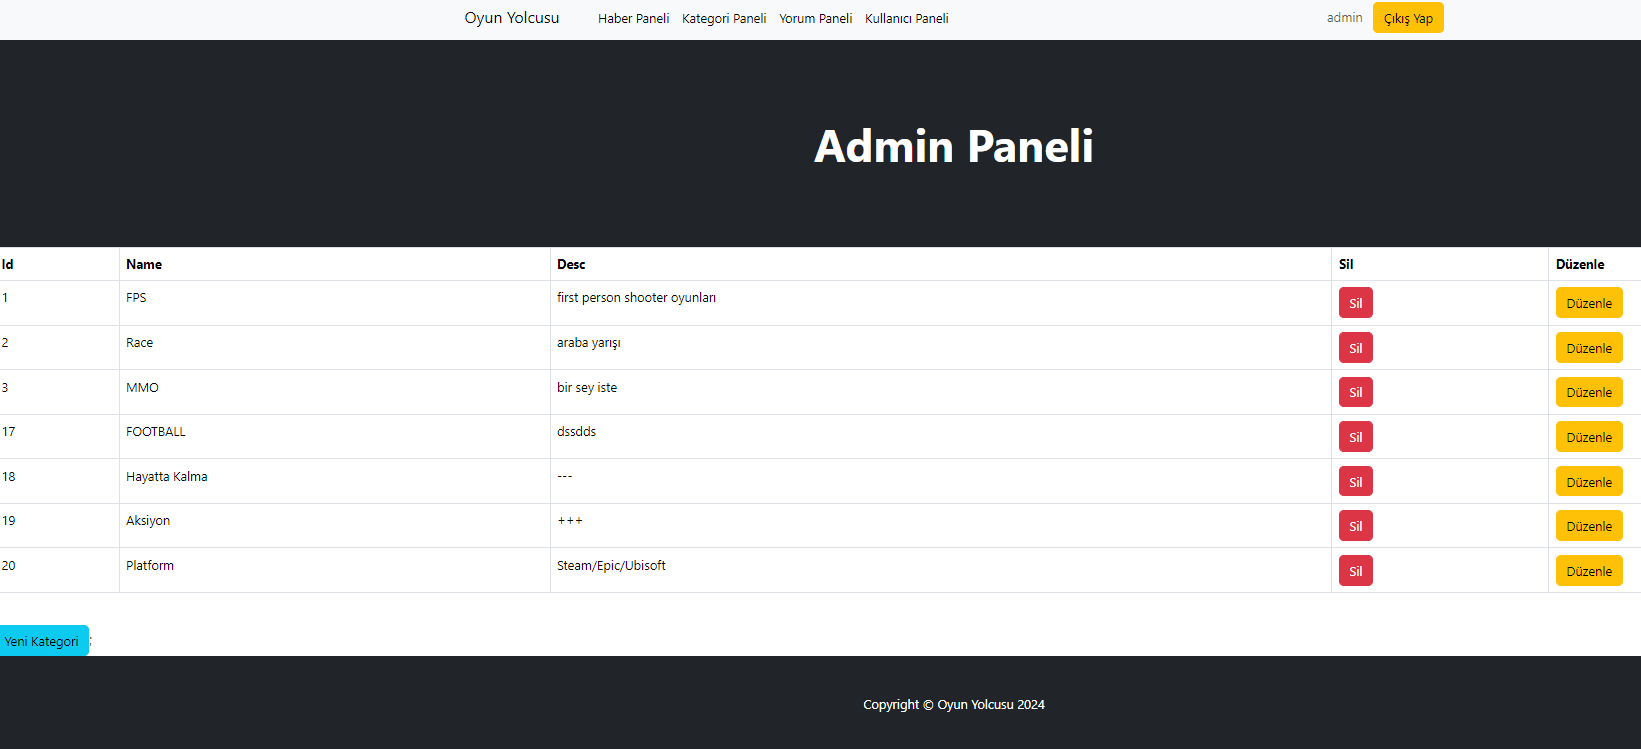 Oyun Yolcusu Haber Paneli Kategori Paneli Yorum Paneli Kullanıcı Paneli admin Çıkış Yap
Admin Paneli
Id Name Desc Sil Düzenle
1 FPS first person shooter oyunları Sil Düzenle
2 Race araba yarışı Sil Düzenle
3 MMO bir sey iste Sil Düzenle
17 FOOTBALL dssdds Sil Düzenle
18 Hayatta Kalma --- Sil Düzenle
19 Aksiyon +++ Sil Düzenle
20 Platform Steam/Epic/Ubisoft Sil Düzenle
Yeni Kategori ;
Copyright © Oyun Yolcusu 2024